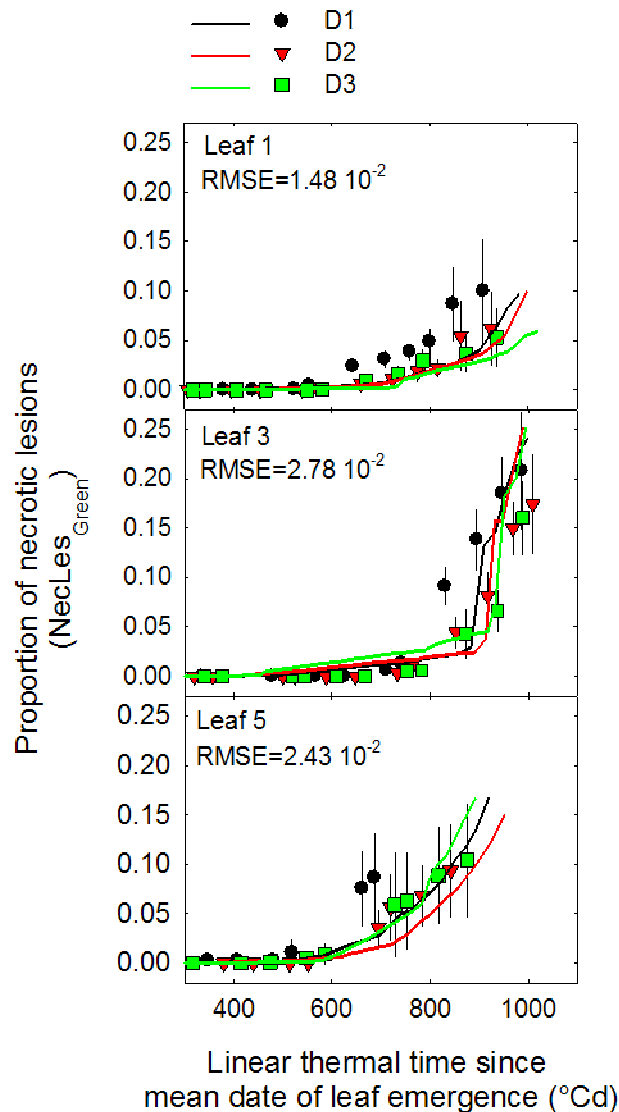 D1
D2
D3
Proportion of necrotic lesions
(NecLes_Green)
Leaf 1
RMSE=1.48 10^-2
0.25
0.20
0.15
0.10
0.05
0.00
Leaf 3
RMSE=2.78 10^-2
0.25
0.20
0.15
0.10
0.05
0.00
Leaf 5
RMSE=2.43 10^-2
0.25
0.20
0.15
0.10
0.05
0.00
400 600 800 1000
Linear thermal time since
mean date of leaf emergence (°Cd)